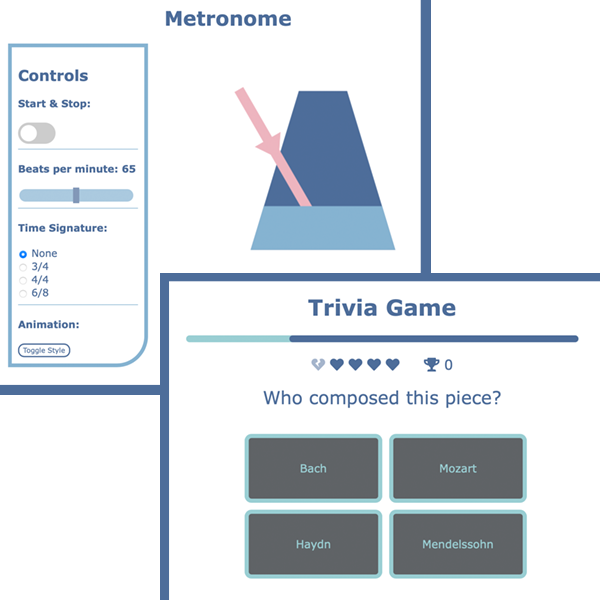 Metronome
Controls
Start & Stop:
Beats per minute: 65
Time Signature:
None
3/4
4/4
6/8
Animation:
Toggle Style
Trivia Game
0
Who composed this piece?
Bach
Mozart
Haydn
Mendelssohn